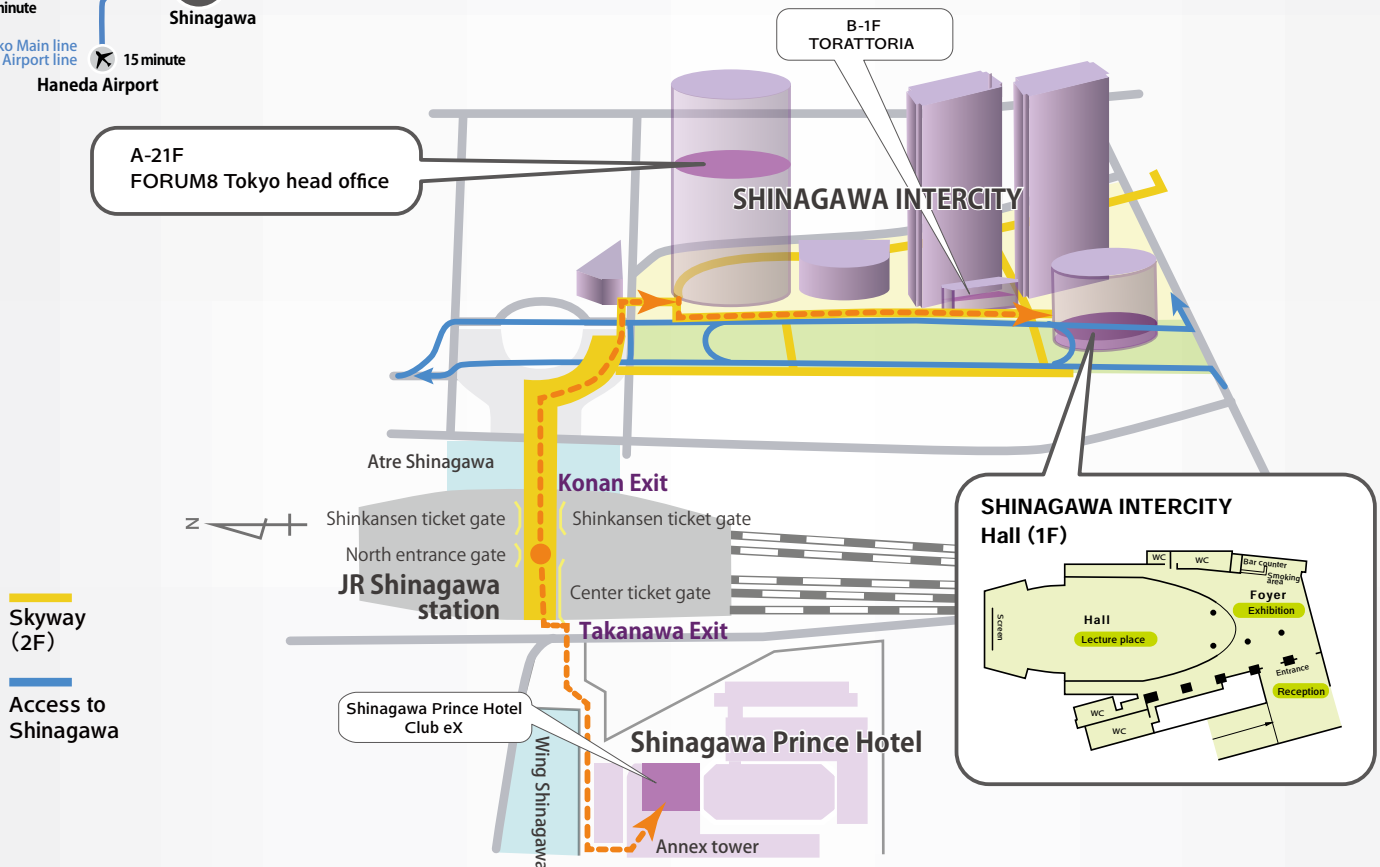 minute
Shinagawa
ko Main line
Airport line
15 minute
Haneda Airport
B-1F
TORATTORIA
A-21F
FORUM8 Tokyo head office
SHINAGAWA INTERCITY
Atre Shinagawa
Konan Exit
N
Shinkansen ticket gate
Shinkansen ticket gate
North entrance gate
JR Shinagawa
station
Center ticket gate
Takanawa Exit
Skyway
(2F)
Access to
Shinagawa
Shinagawa Prince Hotel
Club eX
Wing Shinagawa
Shinagawa Prince Hotel
Annex tower
SHINAGAWA INTERCITY
Hall (1F)
WC
WC
Bar counter
Smoking
area
Foyer
Exhibition
Screen
Hall
Lecture place
Entrance
Reception
WC
WC